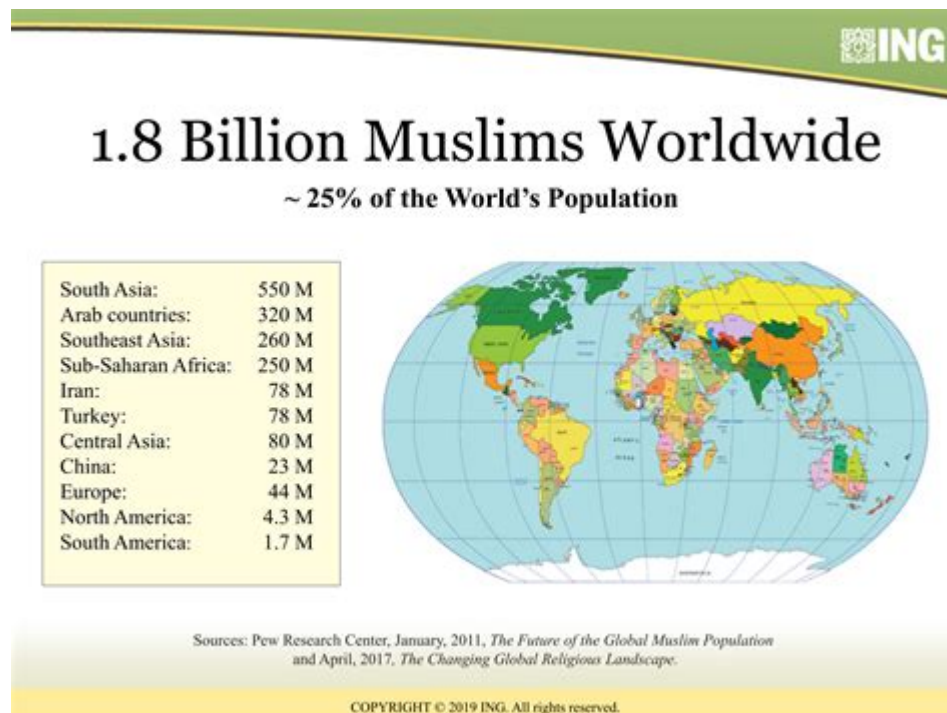 ING
1.8 Billion Muslims Worldwide
~ 25% of the World's Population
South Asia: 550 M
Arab countries: 320 M
Southeast Asia: 260 M
Sub-Saharan Africa: 250 M
Iran: 78 M
Turkey: 78 M
Central Asia: 80 M
China: 23 M
Europe: 44 M
North America: 4.3 M
South America: 1.7 M
ATLANTIC
OCEAN
Sources: Pew Research Center, January, 2011, The Future of the Global Muslim Population
and April, 2017, The Changing Global Religious Landscape.
COPYRIGHT © 2019 ING. All rights reserved.